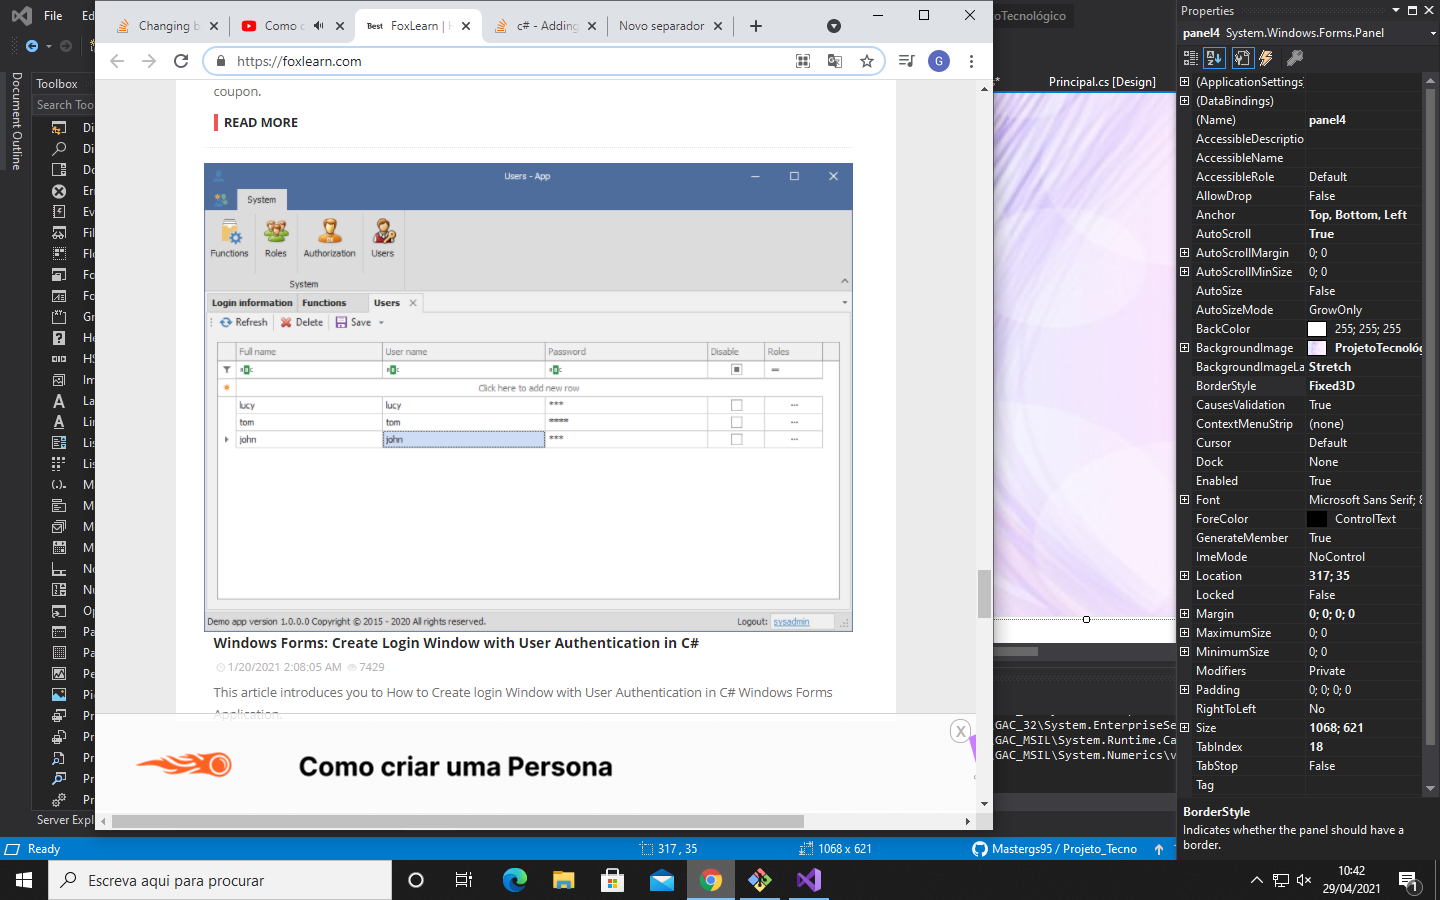 File
Changing b
Como c
Best
FoxLearn |
c# - Adding
Novo separador
https://foxlearn.com
G
Document Outline
Toolbox
Search Too
Server Expl
coupon.
READ MORE
Users - App
System
Functions
Roles
Authorization
Users
System
Login information
Functions
Users
Refresh
Delete
Save
Full name
User name
Password
Disable
Roles
Click here to add new row
lucy
lucy
***
tom
tom
****
john
john
***
Demo app version 1.0.0.0 Copyright © 2015 - 2020 All rights reserved.
Logout: sysadmin
Windows Forms: Create Login Window with User Authentication in C#
1/20/2021 2:08:05 AM 7429
This article introduces you to How to Create login Window with User Authentication in C# Windows Forms
Application.
Como criar uma Persona
X
oTecnológico
Principal.cs [Design]
GAC_32\System.EnterpriseSe
GAC_MSIL\System.Runtime.Ca
GAC_MSIL\System.Numerics\v
Properties
panel4 System.Windows.Forms.Panel
(ApplicationSettings)
(DataBindings)
(Name) panel4
AccessibleDescriptio
AccessibleName
AccessibleRole Default
AllowDrop False
Anchor Top, Bottom, Left
AutoScroll True
AutoScrollMargin 0; 0
AutoScrollMinSize 0; 0
AutoSize False
AutoSizeMode GrowOnly
BackColor 255; 255; 255
BackgroundImage ProjetoTecnológ
BackgroundImageLa Stretch
BorderStyle Fixed3D
CausesValidation True
ContextMenuStrip (none)
Cursor Default
Dock None
Enabled True
Font Microsoft Sans Serif; 8
ForeColor ControlText
GenerateMember True
ImeMode NoControl
Location 317; 35
Locked False
Margin 0; 0; 0; 0
MaximumSize 0; 0
MinimumSize 0; 0
Modifiers Private
Padding 0; 0; 0; 0
RightToLeft No
Size 1068; 621
TabIndex 18
TabStop False
Tag
BorderStyle
Indicates whether the panel should have a
border.
Ready
317 , 35
1068 x 621
Mastergs95 / Projeto_Tecno
Escreva aqui para procurar
10:42
29/04/2021
1